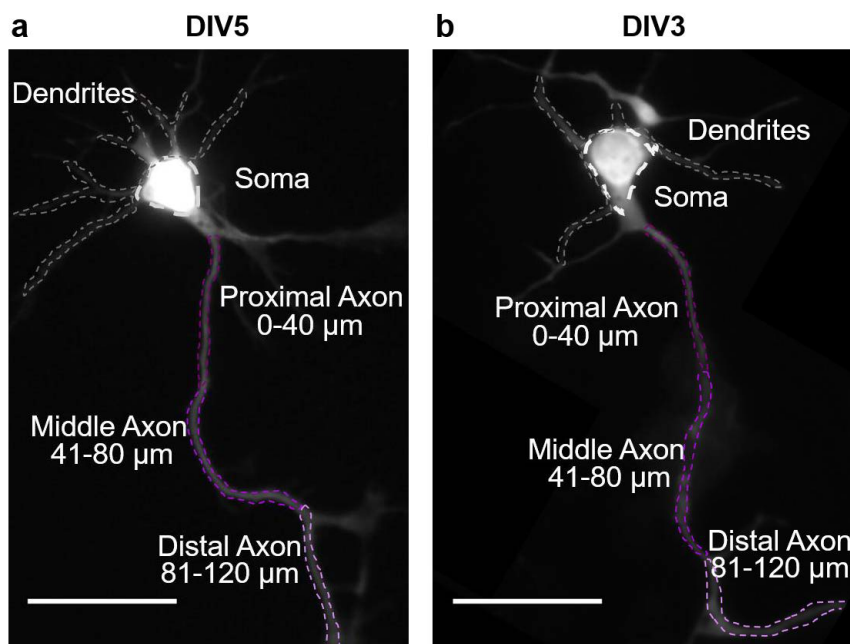 a
DIV5
Dendrites
Soma
Proximal Axon
0-40 µm
Middle Axon
41-80 µm
Distal Axon
81-120 µm
b
DIV3
Dendrites
Soma
Proximal Axon
0-40 µm
Middle Axon
41-80 µm
Distal Axon
81-120 µm